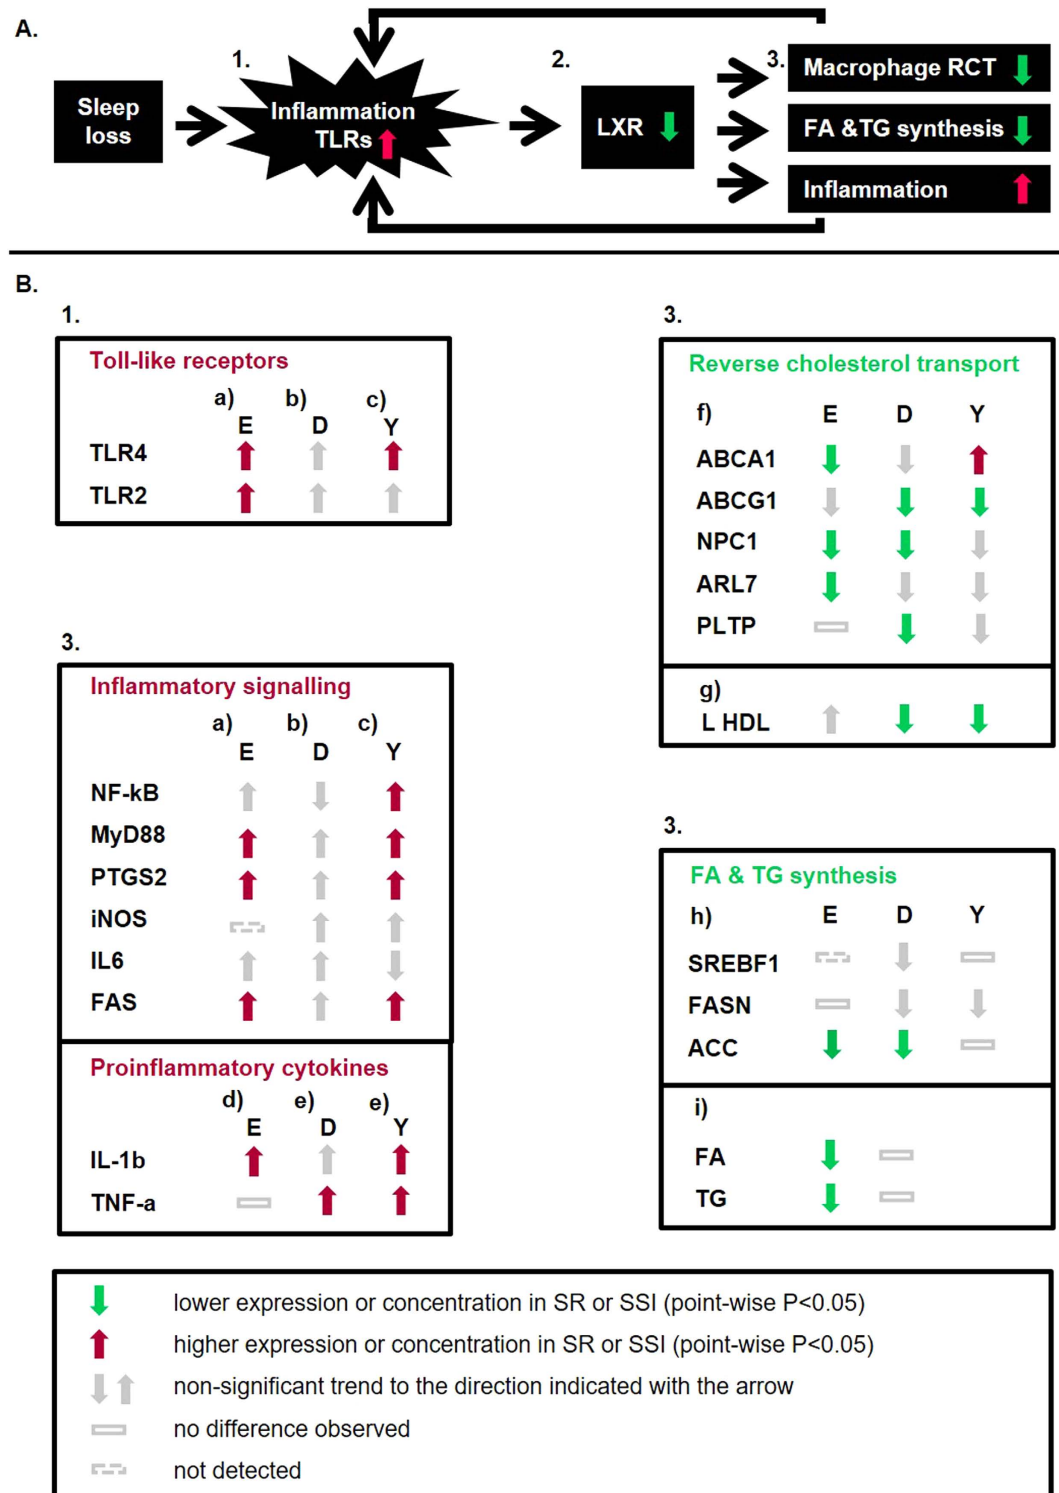 A.
1.
2.
3.
Sleep
loss
Inflammation
TLRs
LXR
Macrophage RCT
FA &TG synthesis
Inflammation
B.
1.
Toll-like receptors
a) b) c)
E D Y
TLR4
TLR2
3.
Inflammatory signalling
a) b) c)
E D Y
NF-kB
MyD88
PTGS2
iNOS
IL6
FAS
Proinflammatory cytokines
d) e) e)
E D Y
IL-1b
TNF-a
3.
Reverse cholesterol transport
f) E D Y
ABCA1
ABCG1
NPC1
ARL7
PLTP
g)
L HDL
3.
FA & TG synthesis
h) E D Y
SREBF1
FASN
ACC
i)
FA
TG
lower expression or concentration in SR or SSI (point-wise P<0.05)
higher expression or concentration in SR or SSI (point-wise P<0.05)
non-significant trend to the direction indicated with the arrow
no difference observed
not detected